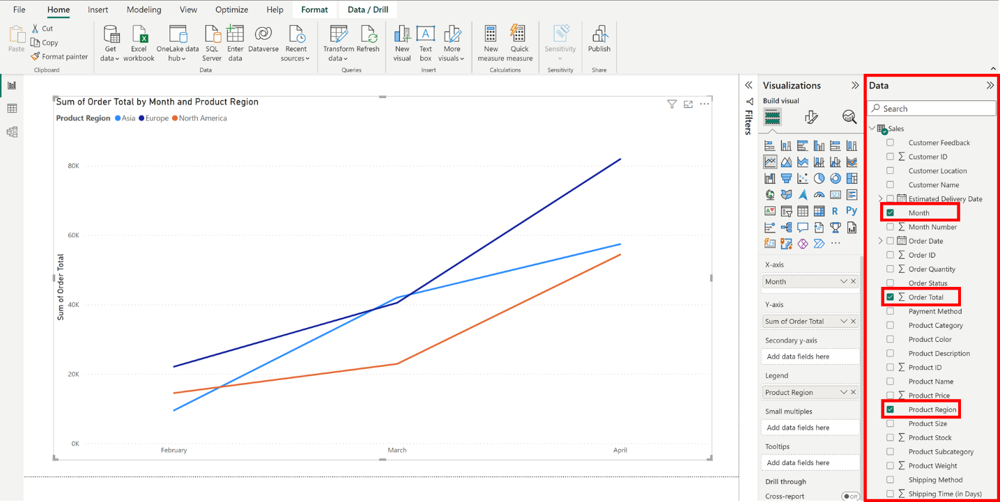 File Home Insert Modeling View Optimize Help Format Data / Drill
Paste
Cut
Copy
Format painter
Clipboard
Get data
Excel workbook
OneLake data hub
SQL Server
Enter data
Dataverse
Recent sources
Data
Transform data
Refresh
Queries
New visual
A
Text box
More visuals
Insert
New measure
Quick measure
Calculations
Sensitivity
Sensitivity
Publish
Share
Sum of Order Total by Month and Product Region
Product Region Asia Europe North America
80K
60K
40K
20K
0K
Sum of Order Total
February March April
Filters
Visualizations
Build visual
123
R Py
123
X-axis
Month
Y-axis
Sum of Order Total
Secondary y-axis
Add data fields here
Legend
Product Region
Small multiples
Add data fields here
Tooltips
Add data fields here
Drill through
Cross-report Off
Data
Search
Sales
Customer Feedback
Customer ID
Customer Location
Customer Name
Estimated Delivery Date
Month
Month Number
Order Date
Order ID
Order Quantity
Order Status
Order Total
Payment Method
Product Category
Product Color
Product Description
Product ID
Product Name
Product Price
Product Region
Product Size
Product Stock
Product Subcategory
Product Weight
Shipping Method
Shipping Time (in Days)